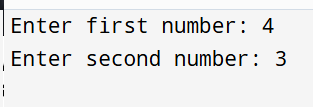 Enter first number: 4
Enter second number: 3